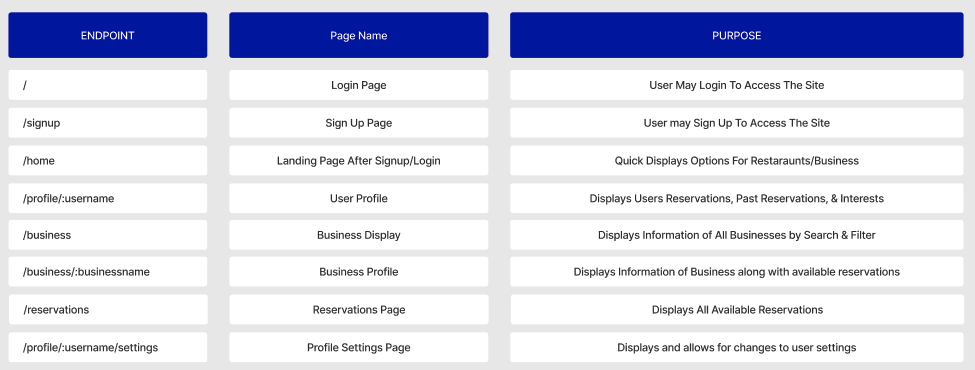 ENDPOINT Page Name PURPOSE
/ Login Page User May Login To Access The Site
/signup Sign Up Page User may Sign Up To Access The Site
/home Landing Page After Signup/Login Quick Displays Options For Restaraunts/Business
/profile/:username User Profile Displays Users Reservations, Past Reservations, & Interests
/business Business Display Displays Information of All Businesses by Search & Filter
/business/:businessname Business Profile Displays Information of Business along with available reservations
/reservations Reservations Page Displays All Available Reservations
/profile/:username/settings Profile Settings Page Displays and allows for changes to user settings